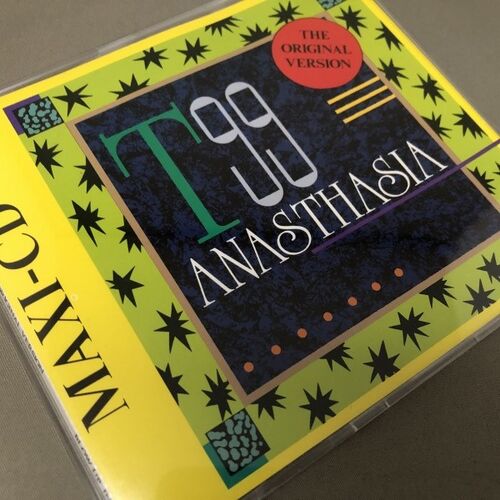 THE
ORIGINAL
VERSION
T99
ANASTHASIA
MAXI-CD